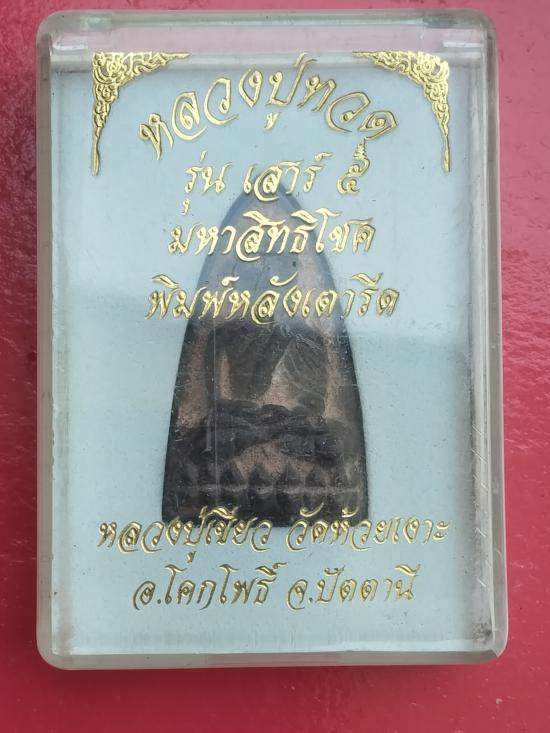 หลวงปู่ทวด
รุ่น เสาร์ ๕
มหาสิทธิโชค
พิมพ์หลังเตารีด
หลวงปู่เขียว วัดห้วยเงาะ
อ.โคกโพธิ์ จ.ปัตตานี